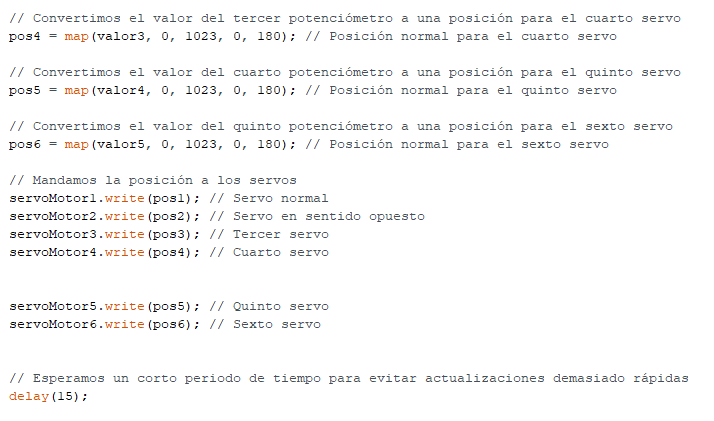 // Convertimos el valor del tercer potenciómetro a una posición para el cuarto servo
pos4 = map(valor3, 0, 1023, 0, 180); // Posición normal para el cuarto servo
// Convertimos el valor del cuarto potenciómetro a una posición para el quinto servo
pos5 = map(valor4, 0, 1023, 0, 180); // Posición normal para el quinto servo
// Convertimos el valor del quinto potenciómetro a una posición para el sexto servo
pos6 = map(valor5, 0, 1023, 0, 180); // Posición normal para el sexto servo
// Mandamos la posición a los servos
servoMotor1.write(pos1); // Servo normal
servoMotor2.write(pos2); // Servo en sentido opuesto
servoMotor3.write(pos3); // Tercer servo
servoMotor4.write(pos4); // Cuarto servo
servoMotor5.write(pos5); // Quinto servo
servoMotor6.write(pos6); // Sexto servo
// Esperamos un corto periodo de tiempo para evitar actualizaciones demasiado rápidas
delay(15);